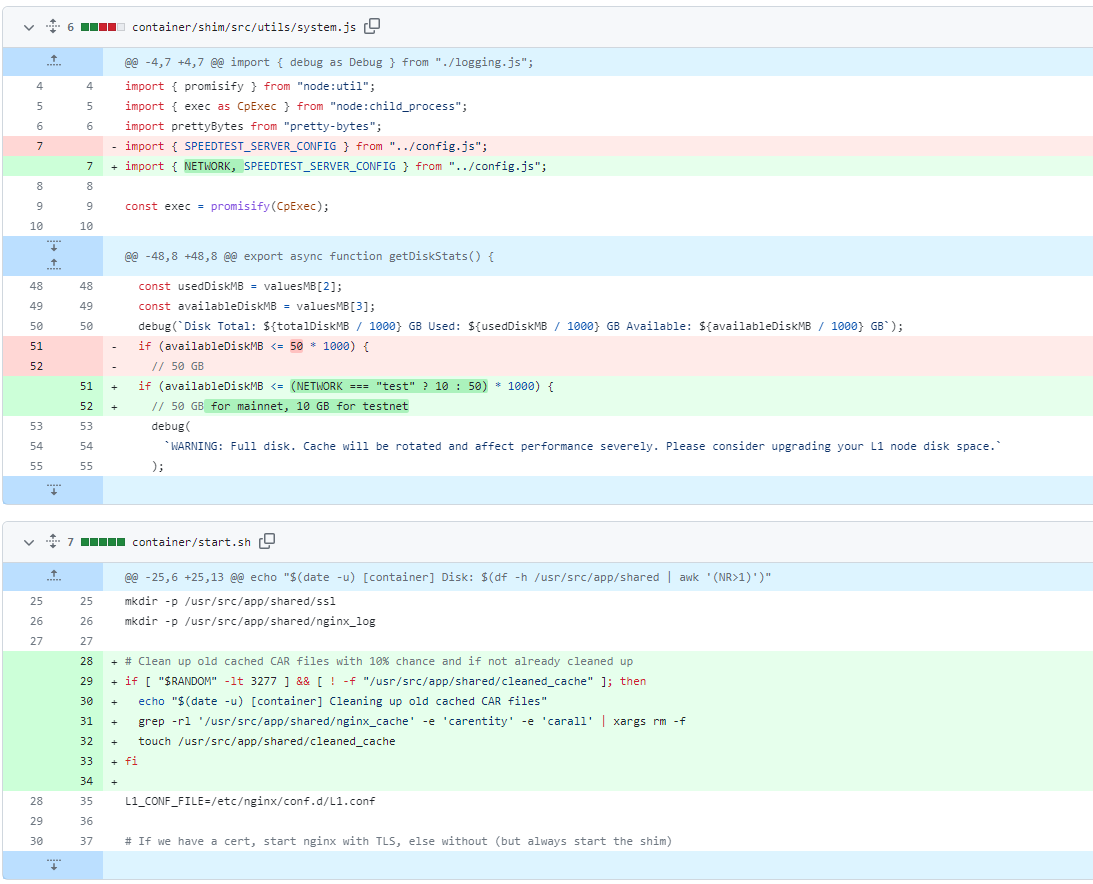 6 container/shim/src/utils/system.js
@@ -4,7 +4,7 @@ import { debug as Debug } from "./logging.js";
4 4 import { promisify } from "node:util";
5 5 import { exec as CpExec } from "node:child_process";
6 6 import prettyBytes from "pretty-bytes";
7 - import { SPEEDTEST_SERVER_CONFIG } from "../config.js";
7 + import { NETWORK, SPEEDTEST_SERVER_CONFIG } from "../config.js";
8 8
9 9 const exec = promisify(CpExec);
10 10
@@ -48,8 +48,8 @@ export async function getDiskStats() {
48 48 const usedDiskMB = valuesMB[2];
49 49 const availableDiskMB = valuesMB[3];
50 50 debug(`Disk Total: ${totalDiskMB / 1000} GB Used: ${usedDiskMB / 1000} GB Available: ${availableDiskMB / 1000} GB`);
51 - if (availableDiskMB <= 50 * 1000) {
52 - // 50 GB
51 + if (availableDiskMB <= (NETWORK === "test" ? 10 : 50) * 1000) {
52 + // 50 GB for mainnet, 10 GB for testnet
53 53 debug(
54 54 `WARNING: Full disk. Cache will be rotated and affect performance severely. Please consider upgrading your L1 node disk space.`
55 55 );
7 container/start.sh
@@ -25,6 +25,13 @@ echo "$(date -u) [container] Disk: $(df -h /usr/src/app/shared | awk '(NR>1)')"
25 25 mkdir -p /usr/src/app/shared/ssl
26 26 mkdir -p /usr/src/app/shared/nginx_log
27 27
28 + # Clean up old cached CAR files with 10% chance and if not already cleaned up
29 + if [ "$RANDOM" -lt 3277 ] && [ ! -f "/usr/src/app/shared/cleaned_cache" ]; then
30 + echo "$(date -u) [container] Cleaning up old cached CAR files"
31 + grep -rl '/usr/src/app/shared/nginx_cache' -e 'carentity' -e 'carall' | xargs rm -f
32 + touch /usr/src/app/shared/cleaned_cache
33 + fi
34 +
28 35 L1_CONF_FILE=/etc/nginx/conf.d/L1.conf
29 36
30 37 # If we have a cert, start nginx with TLS, else without (but always start the shim)